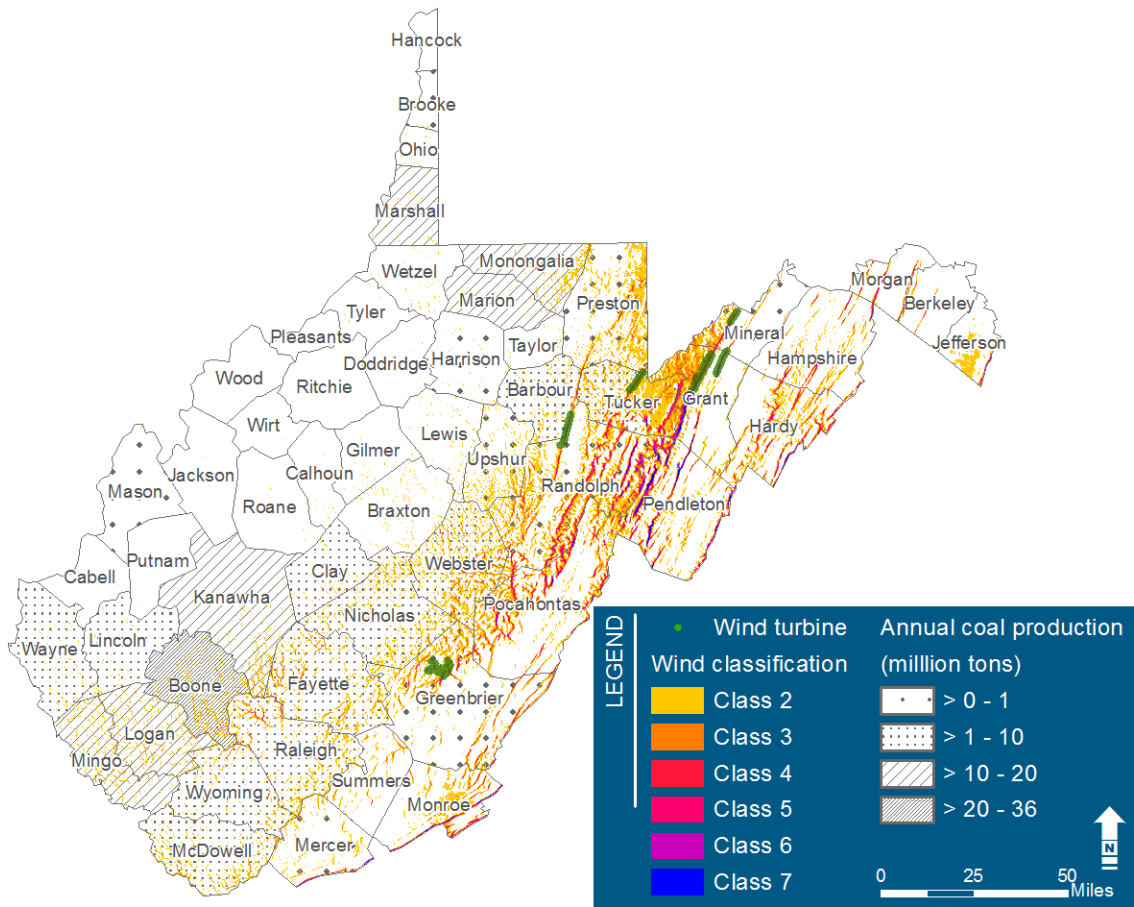 Hancock
Brooke
Ohio
Marshall
Wetzel
Monongalia
Marion
Preston
Morgan
Berkeley
Jefferson
Mineral
Hampshire
Tyler
Pleasants
Doddridge
Harrison
Taylor
Wood
Ritchie
Barbour
Tucker
Grant
Hardy
Wirt
Lewis
Gilmer
Upshur
Calhoun
Jackson
Mason
Roane
Braxton
Randolph
Pendleton
Putnam
Cabell
Clay
Webster
Kanawha
Pocahontas
Nicholas
Lincoln
Wayne
Boone
Fayette
Greenbrier
Logan
Raleigh
Mingo
Summers
Wyoming
Monroe
Mercer
McDowell
LEGEND
Wind turbine
Wind classification
Class 2
Class 3
Class 4
Class 5
Class 6
Class 7
Annual coal production
(milllion tons)
> 0 - 1
> 1 - 10
> 10 - 20
> 20 - 36
N
0 25 50
Miles